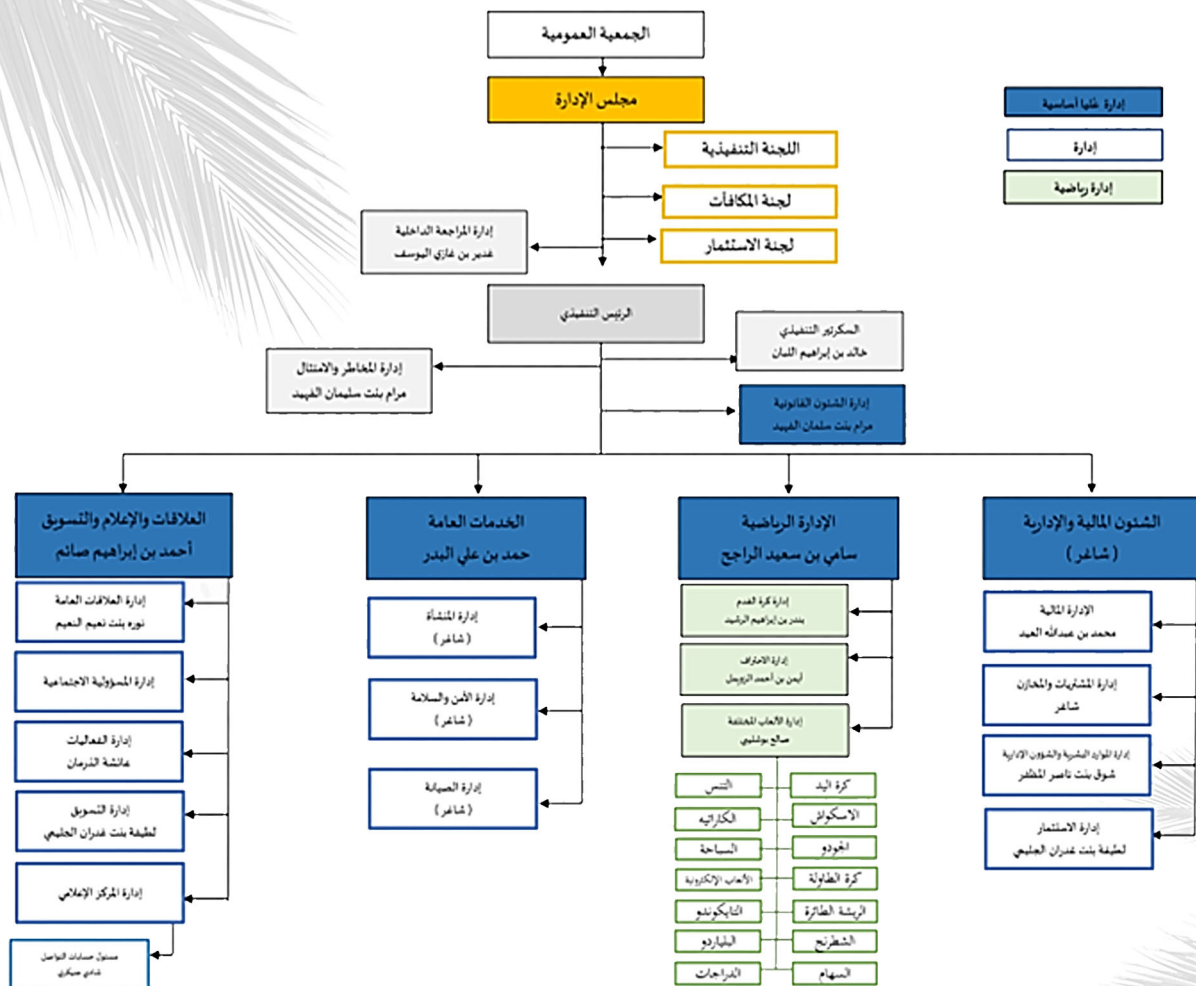 الجمعية العمومية
مجلس الإدارة
إدارة عُليا أساسية
إدارة
إدارة رياضية
اللجنة التنفيذية
لجنة المكافآت
لجنة الاستثمار
إدارة المراجعة الداخلية
غدير بن غازي اليوسف
الرئيس التنفيذي
السكرتير التنفيذي
خالد بن إبراهيم اللبان
إدارة المخاطر والامتثال
مرام بنت سليمان الفهيد
إدارة الشئون القانونية
مرام بنت سلمان الفهيد
الشئون المالية والإدارية
( شاغر )
الإدارة المالية
محمد بن عبدالله العيد
إدارة المشتريات والمخازن
شاغر
إدارة الموارد البشرية والشؤون الإدارية
شوق بنت ناصر المظفر
إدارة الاستثمار
لطيفة بنت غدران الجليعي
الإدارة الرياضية
سامي بن سعيد الراجح
إدارة كرة القدم
بندر بن إبراهيم الرشيد
إدارة الاحتراف
أيمن بن أحمد الرويعل
إدارة الألعاب المختلفة
صالح بوشليبي
كرة اليد
التنس
الاسكواش
الكاراتيه
الجودو
السباحة
كرة الطاولة
الألعاب الإلكترونية
الريشة الطائرة
التايكوندو
الشطرنج
البلياردو
السهام
الدراجات
الخدمات العامة
حمد بن علي البدر
إدارة المنشأة
( شاغر )
إدارة الأمن والسلامة
( شاغر )
إدارة الصيانة
( شاغر )
العلاقات والإعلام والتسويق
أحمد بن إبراهيم صائم
إدارة العلاقات العامة
نوره بنت نعيم النعيم
إدارة المسؤولية الاجتماعية
إدارة الفعاليات
عائشة الذرمان
إدارة التسويق
لطيفة بنت غدران الجليعي
إدارة المركز الإعلامي
مسئول حسابات التواصل
شادي